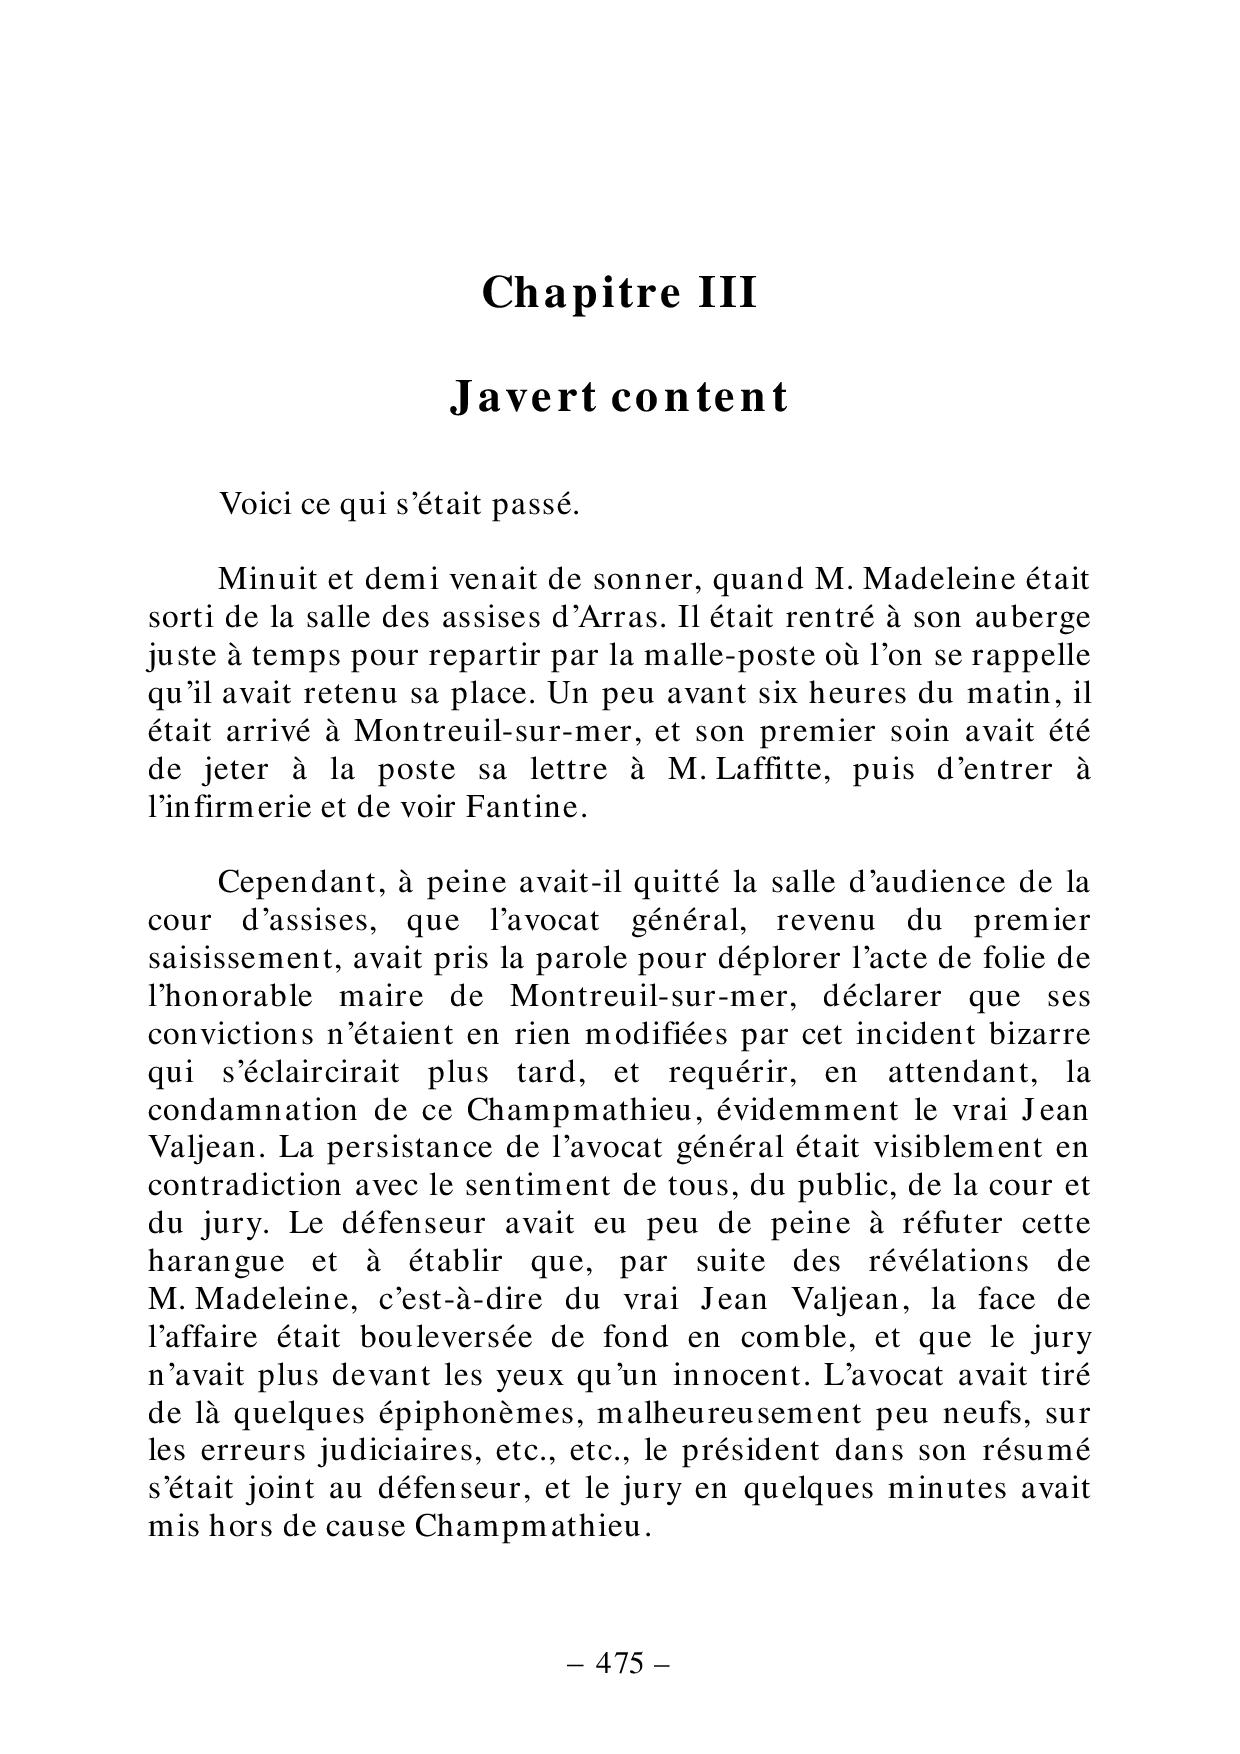 Chapitre III
Javert content
Voici ce qui s’était passé.
Minuit et demi venait de sonner, quand M. Madeleine était
sorti de la salle des assises d’Arras. Il était rentré à son auberge
juste à temps pour repartir par la malle-poste où l’on se rappelle
qu’il avait retenu sa place. Un peu avant six heures du matin, il
était arrivé à Montreuil-sur-mer, et son premier soin avait été
de jeter à la poste sa lettre à M. Laffitte, puis d’entrer à
l’infirmerie et de voir Fantine.
Cependant, à peine avait-il quitté la salle d’audience de la
cour d’assises, que l’avocat général, revenu du premier
saisissement, avait pris la parole pour déplorer l’acte de folie de
l’honorable maire de Montreuil-sur-mer, déclarer que ses
convictions n’étaient en rien modifiées par cet incident bizarre
qui s’éclaircirait plus tard, et requérir, en attendant, la
condamnation de ce Champmathieu, évidemment le vrai Jean
Valjean. La persistance de l’avocat général était visiblement en
contradiction avec le sentiment de tous, du public, de la cour et
du jury. Le défenseur avait eu peu de peine à réfuter cette
harangue et à établir que, par suite des révélations de
M. Madeleine, c’est-à-dire du vrai Jean Valjean, la face de
l’affaire était bouleversée de fond en comble, et que le jury
n’avait plus devant les yeux qu’un innocent. L’avocat avait tiré
de là quelques épiphonèmes, malheureusement peu neufs, sur
les erreurs judiciaires, etc., etc., le président dans son résumé
s’était joint au défenseur, et le jury en quelques minutes avait
mis hors de cause Champmathieu.
– 475 –